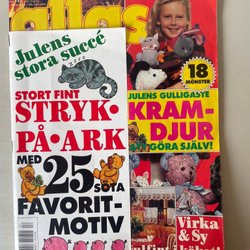 allas
Julens
stora succé
STORT FINT
STRYK•
PÅ•ARK
MED 25 SÖTA
FAVORIT-
MOTIV
18
MÖNSTER
JULENS GULLIGASTE
KRAM-
DJUR
GÖRA SJÄLV!
Virka
& Sy